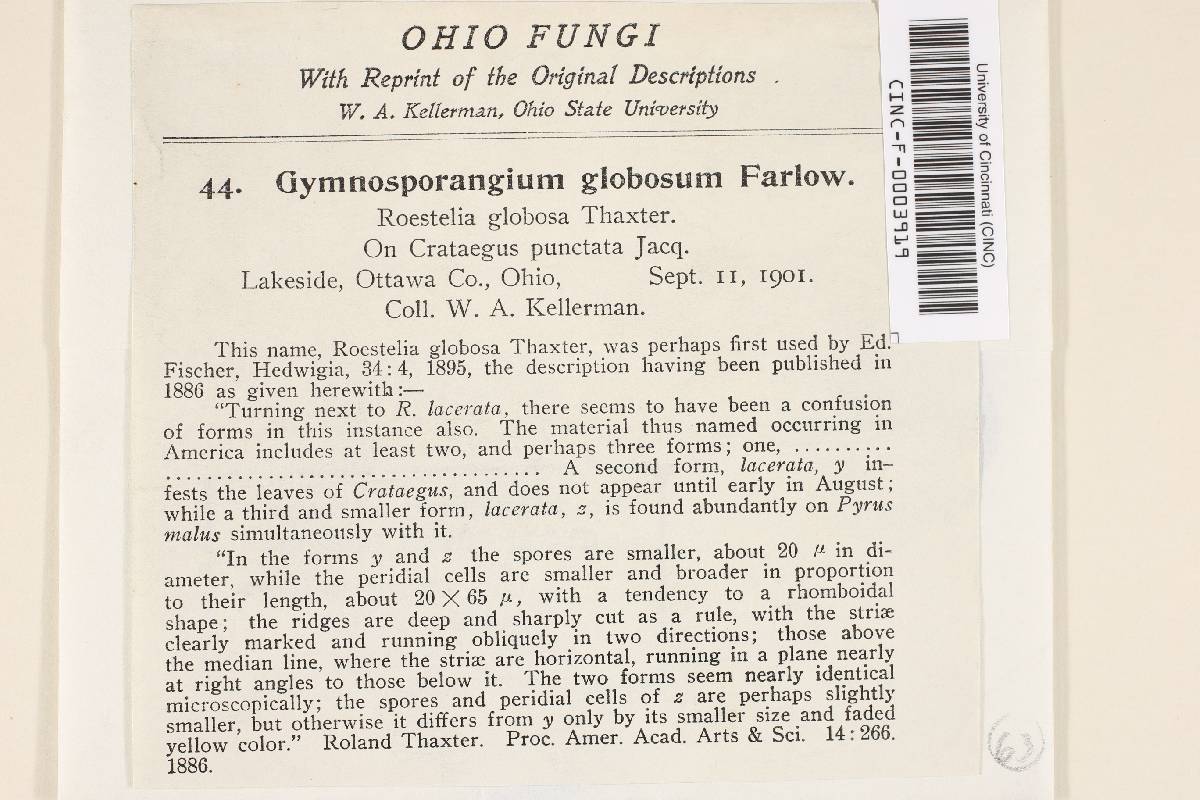 OHIO FUNGI
With Reprint of the Original Descriptions .
W. A. Kellerman, Ohio State University
44. Gymnosporangium globosum Farlow.
Roestelia globosa Thaxter.
On Crataegus punctata Jacq.
Lakeside, Ottawa Co., Ohio, Sept. 11, 1901.
Coll. W. A. Kellerman.
This name, Roestelia globosa Thaxter, was perhaps first used by Ed.
Fischer, Hedwigia, 34:4, 1895, the description having been published in
1886 as given herewith:—
“Turning next to R. lacerata, there seems to have been a confusion
of forms in this instance also. The material thus named occurring in
America includes at least two, and perhaps three forms; one, ..........
...................................... A second form, lacerata, y in-
fests the leaves of Crataegus, and does not appear until early in August;
while a third and smaller form, lacerata, z, is found abundantly on Pyrus
malus simultaneously with it.
“In the forms y and z the spores are smaller, about 20 µ in di-
ameter, while the peridial cells are smaller and broader in proportion
to their length, about 20 × 65 µ, with a tendency to a rhomboidal
shape; the ridges are deep and sharply cut as a rule, with the striæ
clearly marked and running obliquely in two directions; those above
the median line, where the striæ are horizontal, running in a plane nearly
at right angles to those below it. The two forms seem nearly identical
microscopically; the spores and peridial cells of z are perhaps slightly
smaller, but otherwise it differs from y only by its smaller size and faded
yellow color.” Roland Thaxter. Proc. Amer. Acad. Arts & Sci. 14:266.
1886.
University of Cincinnati (CINC)
CINC-F-0003919
63